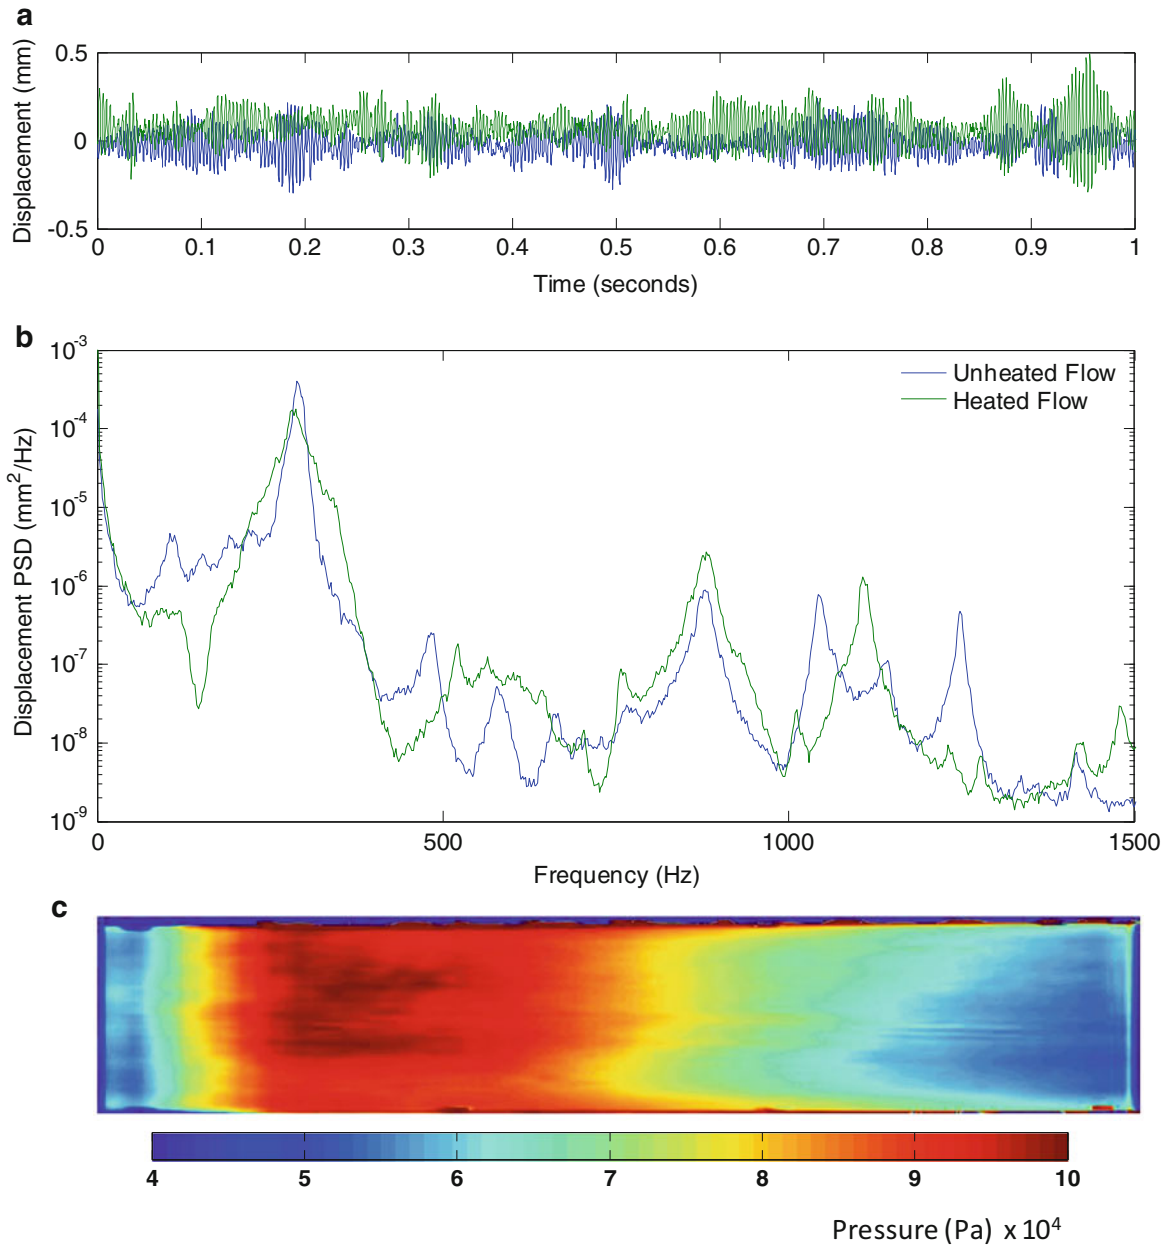 a
Displacement (mm)
0.5
0
-0.5
0 0.1 0.2 0.3 0.4 0.5 0.6 0.7 0.8 0.9 1
Time (seconds)
b
Displacement PSD (mm²/Hz)
10⁻³
10⁻⁴
10⁻⁵
10⁻⁶
10⁻⁷
10⁻⁸
10⁻⁹
Unheated Flow
Heated Flow
0 500 1000 1500
Frequency (Hz)
c
4 5 6 7 8 9 10
Pressure (Pa) x 10⁴